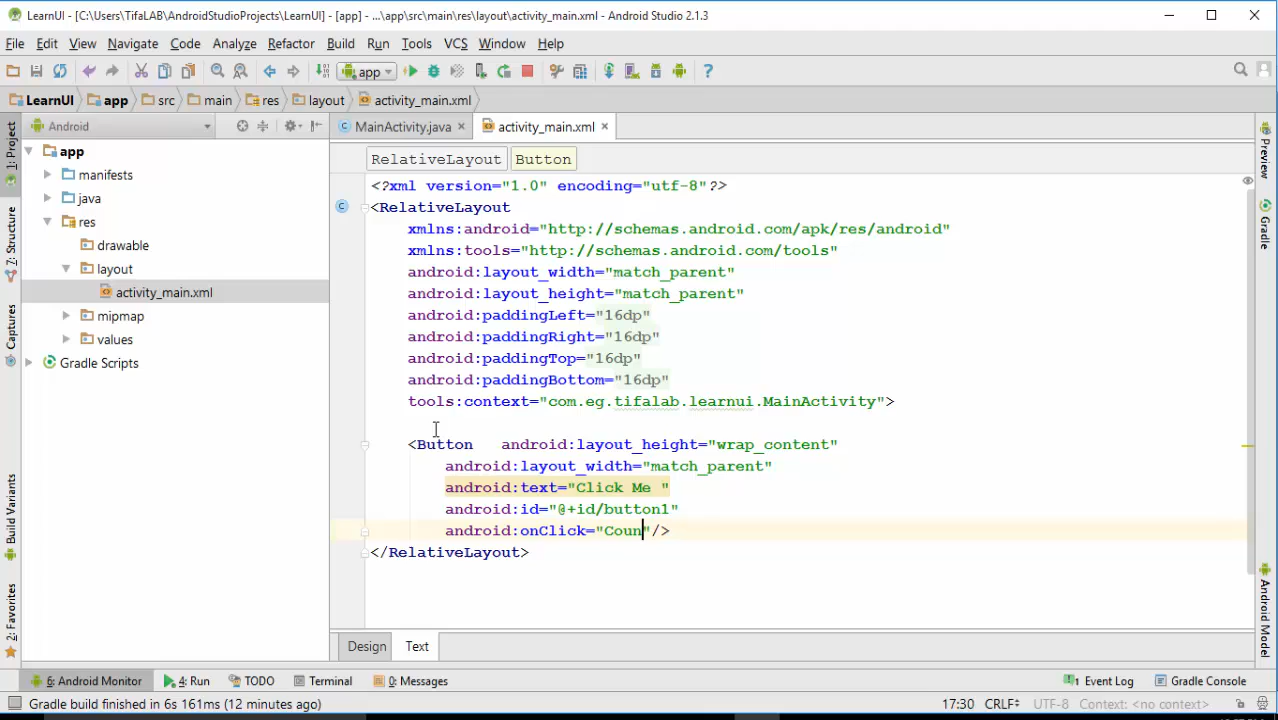 LearnUI - [C:\Users\TifaLAB\AndroidStudioProjects\LearnUI] - [app] - ...\app\src\main\res\layout\activity_main.xml - Android Studio 2.1.3
File Edit View Navigate Code Analyze Refactor Build Run Tools VCS Window Help
app
LearnUI app src main res layout activity_main.xml
Android
MainActivity.java activity_main.xml
RelativeLayout Button
app
manifests
java
res
drawable
layout
activity_main.xml
mipmap
values
Gradle Scripts
<?xml version="1.0" encoding="utf-8"?>
<RelativeLayout
xmlns:android="http://schemas.android.com/apk/res/android"
xmlns:tools="http://schemas.android.com/tools"
android:layout_width="match_parent"
android:layout_height="match_parent"
android:paddingLeft="16dp"
android:paddingRight="16dp"
android:paddingTop="16dp"
android:paddingBottom="16dp"
tools:context="com.eg.tifalab.learnui.MainActivity">
<Button android:layout_height="wrap_content"
android:layout_width="match_parent"
android:text="Click Me "
android:id="@+id/button1"
android:onClick="Coun"/>
</RelativeLayout>
Design Text
1: Project
7: Structure
Captures
Build Variants
2: Favorites
Preview
Gradle
Android Model
6: Android Monitor 4: Run TODO Terminal 0: Messages 1 Event Log Gradle Console
Gradle build finished in 6s 161ms (12 minutes ago) 17:30 CRLF UTF-8 Context: <no context>